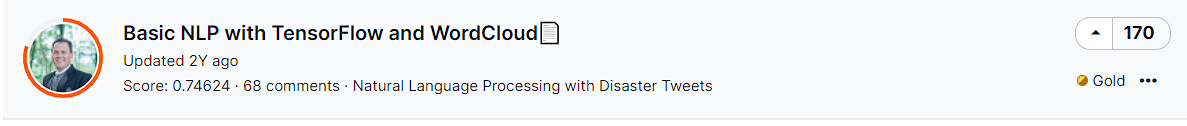 Basic NLP with TensorFlow and WordCloud📄
170
Updated 2Y ago
Score: 0.74624 · 68 comments · Natural Language Processing with Disaster Tweets
Gold